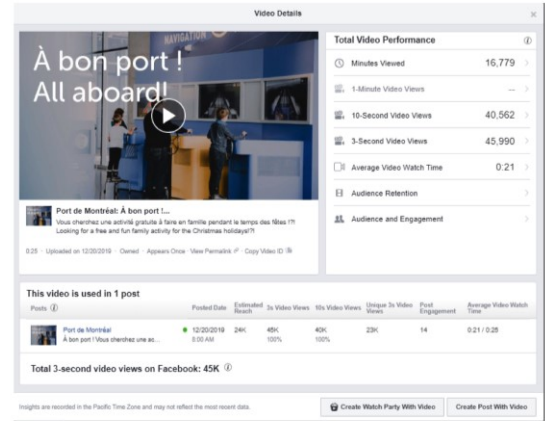 Video Details
NAVIGATION
À bon port !
All aboard!
Port de Montréal: À bon port !...
Vous cherchez une activité gratuite à faire en famille pendant le temps des fêtes !?!
Looking for a free and fun family activity for the Christmas holidays!?!
0:25 · Uploaded on 12/20/2019 · Owned · Appears Once · View Permalink · Copy Video ID
Total Video Performance
Minutes Viewed 16,779
1-Minute Video Views --
10-Second Video Views 40,562
3-Second Video Views 45,990
Average Video Watch Time 0:21
Audience Retention
Audience and Engagement
This video is used in 1 post
Posts Posted Date Estimated Reach 3s Video Views 10s Video Views Unique 3s Video Views Post Engagement Average Video Watch Time
Port de Montréal 12/20/2019 24K 45K 40K 23K 14 0:21 / 0:25
À bon port ! Vous cherchez une ac... 8:00 AM 100% 100%
Total 3-second video views on Facebook: 45K
Insights are recorded in the Pacific Time Zone and may not reflect the most recent data.
Create Watch Party With Video
Create Post With Video